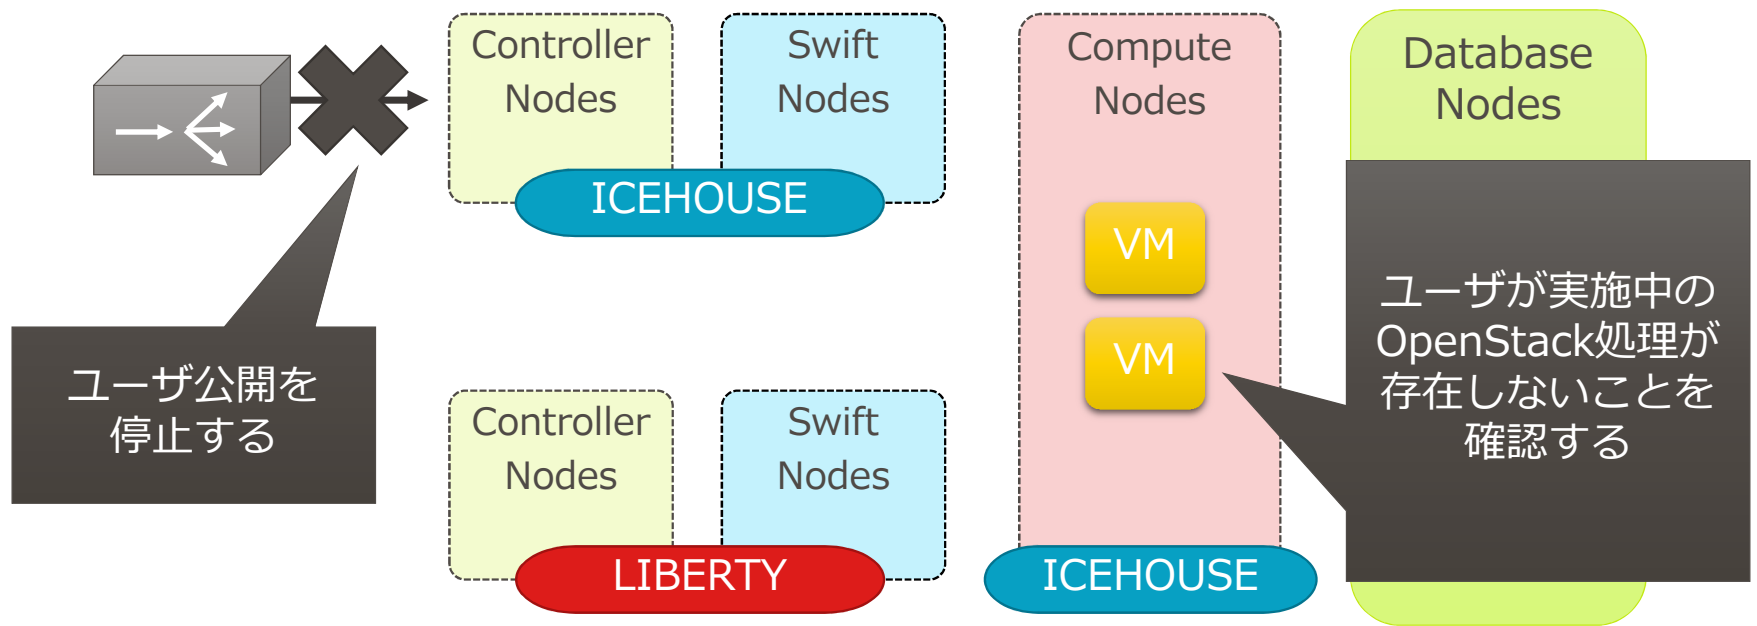 Controller
Nodes
Swift
Nodes
ICEHOUSE
Compute
Nodes
VM
VM
ICEHOUSE
Database
Nodes
ユーザ公開を
停止する
Controller
Nodes
Swift
Nodes
LIBERTY
ユーザが実施中の
OpenStack処理が
存在しないことを
確認する